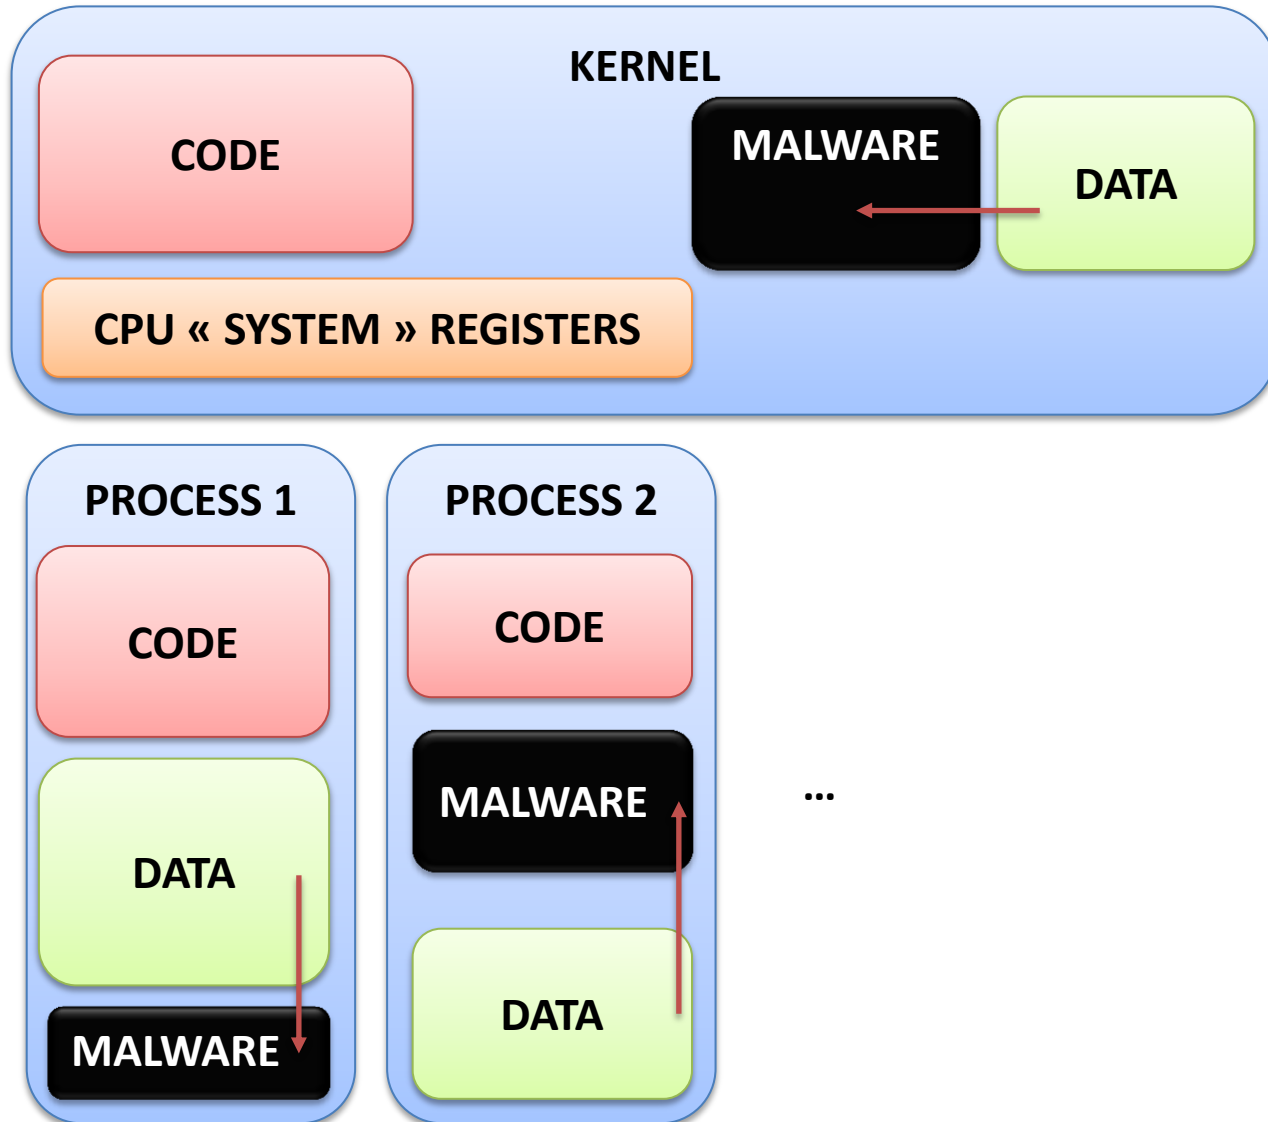 KERNEL
CODE
MALWARE
DATA
CPU « SYSTEM » REGISTERS
PROCESS 1
CODE
DATA
MALWARE
PROCESS 2
CODE
MALWARE
DATA
...